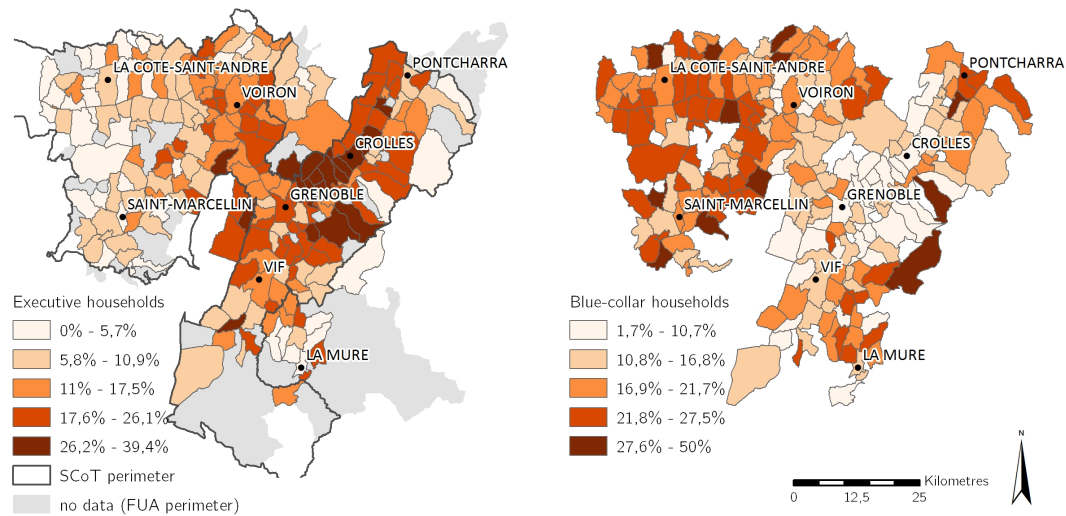 PONTCHARRA
LA COTE-SAINT-ANDRE
VOIRON
CROLLES
GRENOBLE
SAINT-MARCELLIN
VIF
LA MURE
Executive households
0% - 5,7%
5,8% - 10,9%
11% - 17,5%
17,6% - 26,1%
26,2% - 39,4%
SCoT perimeter
no data (FUA perimeter)
PONTCHARRA
LA COTE-SAINT-ANDRE
VOIRON
CROLLES
GRENOBLE
SAINT-MARCELLIN
VIF
LA MURE
Blue-collar households
1,7% - 10,7%
10,8% - 16,8%
16,9% - 21,7%
21,8% - 27,5%
27,6% - 50%
N
Kilometres
0 12,5 25